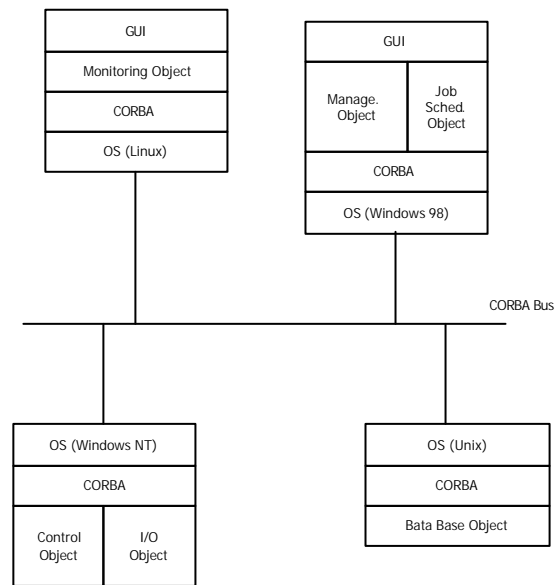 GUI
Monitoring Object
CORBA
OS (Linux)
GUI
Manage.
Object
Job
Sched.
Object
CORBA
OS (Windows 98)
CORBA Bus
OS (Windows NT)
CORBA
Control
Object
I/O
Object
OS (Unix)
CORBA
Bata Base Object